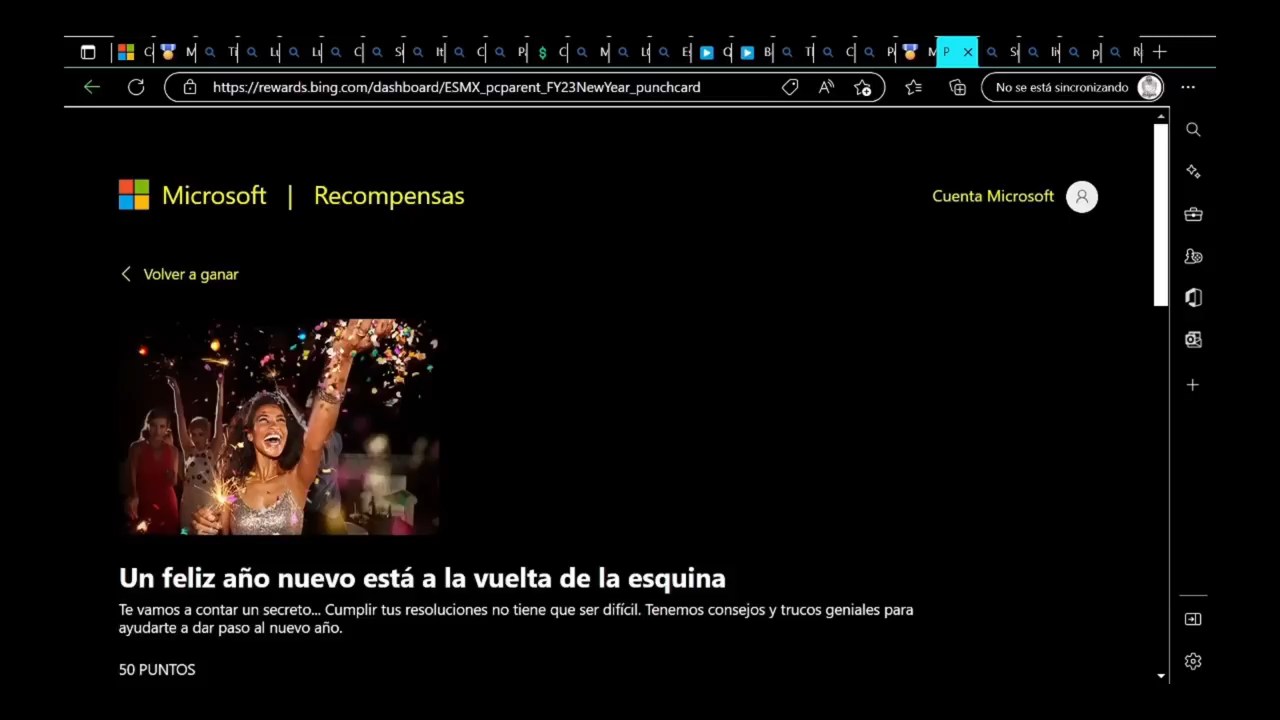 https://rewards.bing.com/dashboard/ESMX_pcparent_FY23NewYear_punchcard
No se está sincronizando
Microsoft | Recompensas
Cuenta Microsoft
Volver a ganar
Un feliz año nuevo está a la vuelta de la esquina
Te vamos a contar un secreto... Cumplir tus resoluciones no tiene que ser difícil. Tenemos consejos y trucos geniales para
ayudarte a dar paso al nuevo año.
50 PUNTOS